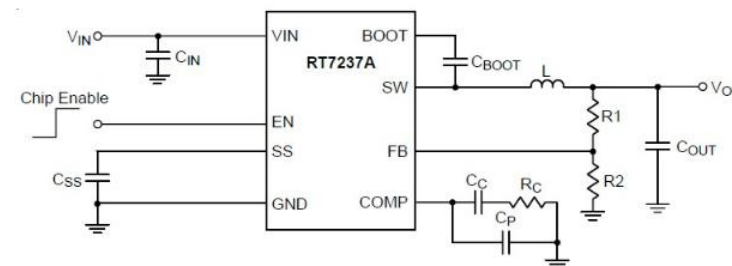 VIN
CIN
VIN
BOOT
RT7237A
CBOOT
SW
L
VO
Chip Enable
EN
R1
SS
FB
COUT
CSS
R2
GND
COMP
CC
RC
CP